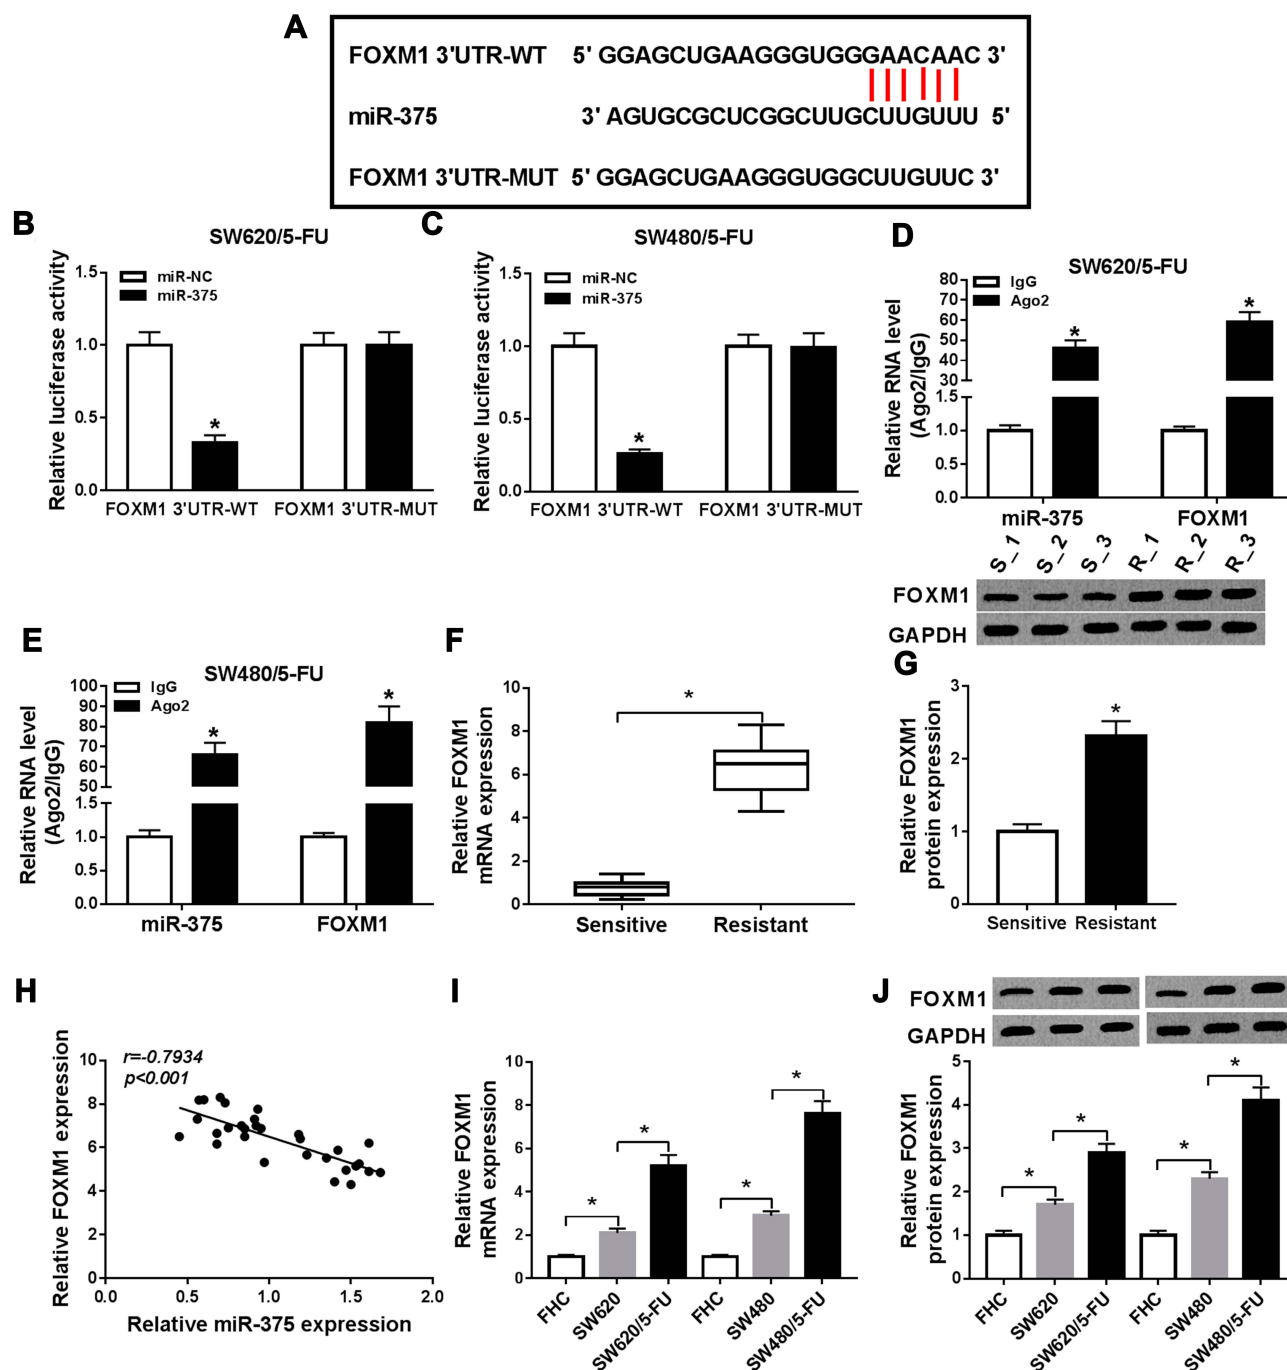 A
FOXM1 3'UTR-WT 5' GGAGCUGAAGGGUGGGAACAAC 3'
miR-375 3' AGUGCGCUCGGCUUGCUUGUUU 5'
FOXM1 3'UTR-MUT 5' GGAGCUGAAGGGUGGCUUGUUC 3'
B
SW620/5-FU
miR-NC
miR-375
Relative luciferase activity
1.5
1.0
0.5
0.0
*
FOXM1 3'UTR-WT FOXM1 3'UTR-MUT
C
SW480/5-FU
miR-NC
miR-375
Relative luciferase activity
1.5
1.0
0.5
0.0
*
FOXM1 3'UTR-WT FOXM1 3'UTR-MUT
D
SW620/5-FU
IgG
Ago2
Relative RNA level
(Ago2/IgG)
80
70
60
50
40
30
1.5
1.0
0.5
0.0
* *
miR-375 FOXM1
E
SW480/5-FU
IgG
Ago2
Relative RNA level
(Ago2/IgG)
100
90
80
70
60
50
1.5
1.0
0.5
0.0
* *
miR-375 FOXM1
F
Relative FOXM1
mRNA expression
10
8
6
4
2
0
*
Sensitive Resistant
S_1 S_2 S_3 R_1 R_2 R_3
FOXM1
GAPDH
G
Relative FOXM1
protein expression
3
2
1
0
*
Sensitive Resistant
H
r=-0.7934
p<0.001
Relative FOXM1 expression
10
8
6
4
2
0
0.0 0.5 1.0 1.5 2.0
Relative miR-375 expression
I
Relative FOXM1
mRNA expression
10
8
6
4
2
0
* * * *
FHC SW620 SW620/5-FU FHC SW480 SW480/5-FU
J
FOXM1
GAPDH
Relative FOXM1
protein expression
5
4
3
2
1
0
* * * *
FHC SW620 SW620/5-FU FHC SW480 SW480/5-FU